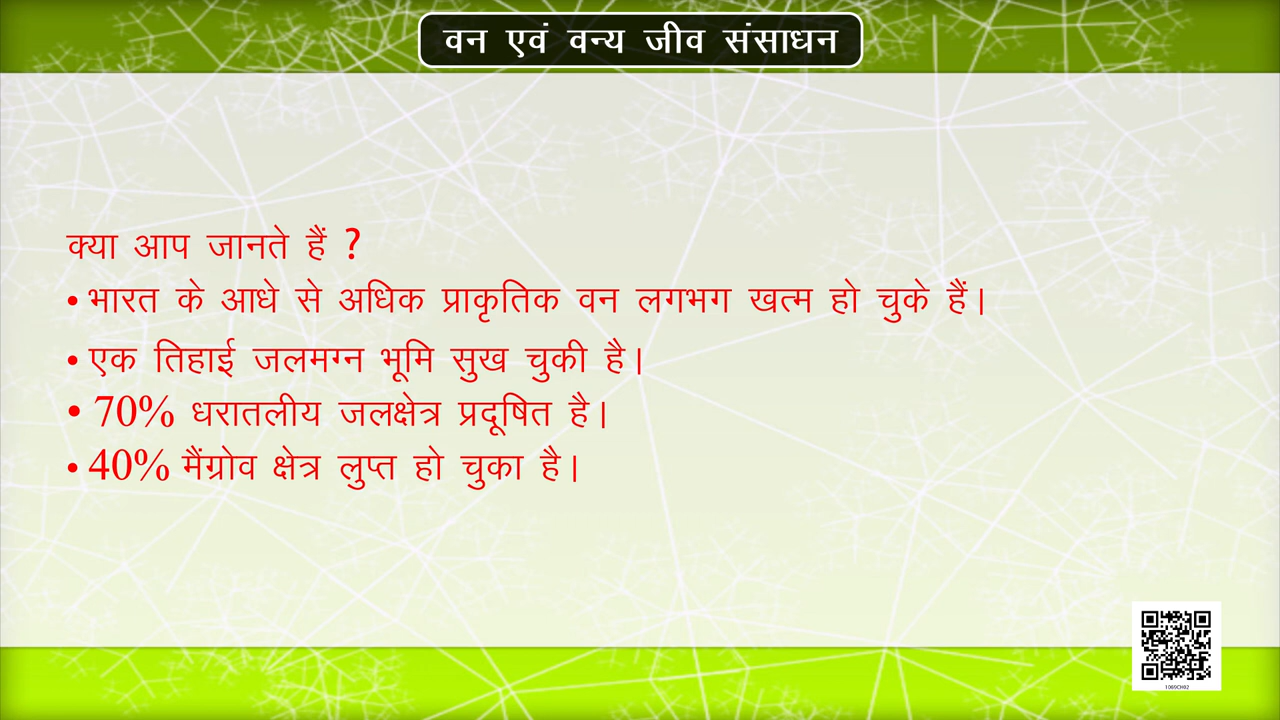 वन एवं वन्य जीव संसाधन
क्या आप जानते हैं ?
• भारत के आधे से अधिक प्राकृतिक वन लगभग खत्म हो चुके हैं।
• एक तिहाई जलमग्न भूमि सुख चुकी है।
• 70% धरातलीय जलक्षेत्र प्रदूषित है।
• 40% मैंग्रोव क्षेत्र लुप्त हो चुका है।
1069CH02